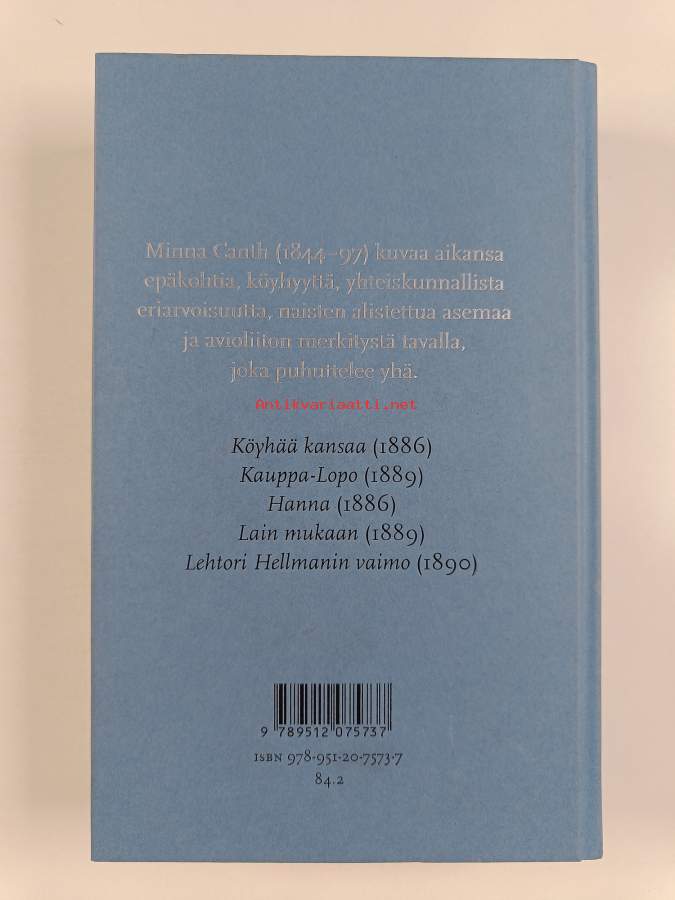 Minna Canth (1844–97) kuvaa aikansa
epäkohtia, köyhyyttä, yhteiskunnallista
eriarvoisuutta, naisten alistettua asemaa
ja avioliiton merkitystä tavalla,
joka puhuttelee yhä.
Antikvariaatti.net
Köyhää kansaa (1886)
Kauppa-Lopo (1889)
Hanna (1886)
Lain mukaan (1889)
Lehtori Hellmanin vaimo (1890)
9 789512 075737
ISBN 978-951-20-7573-7
84.2